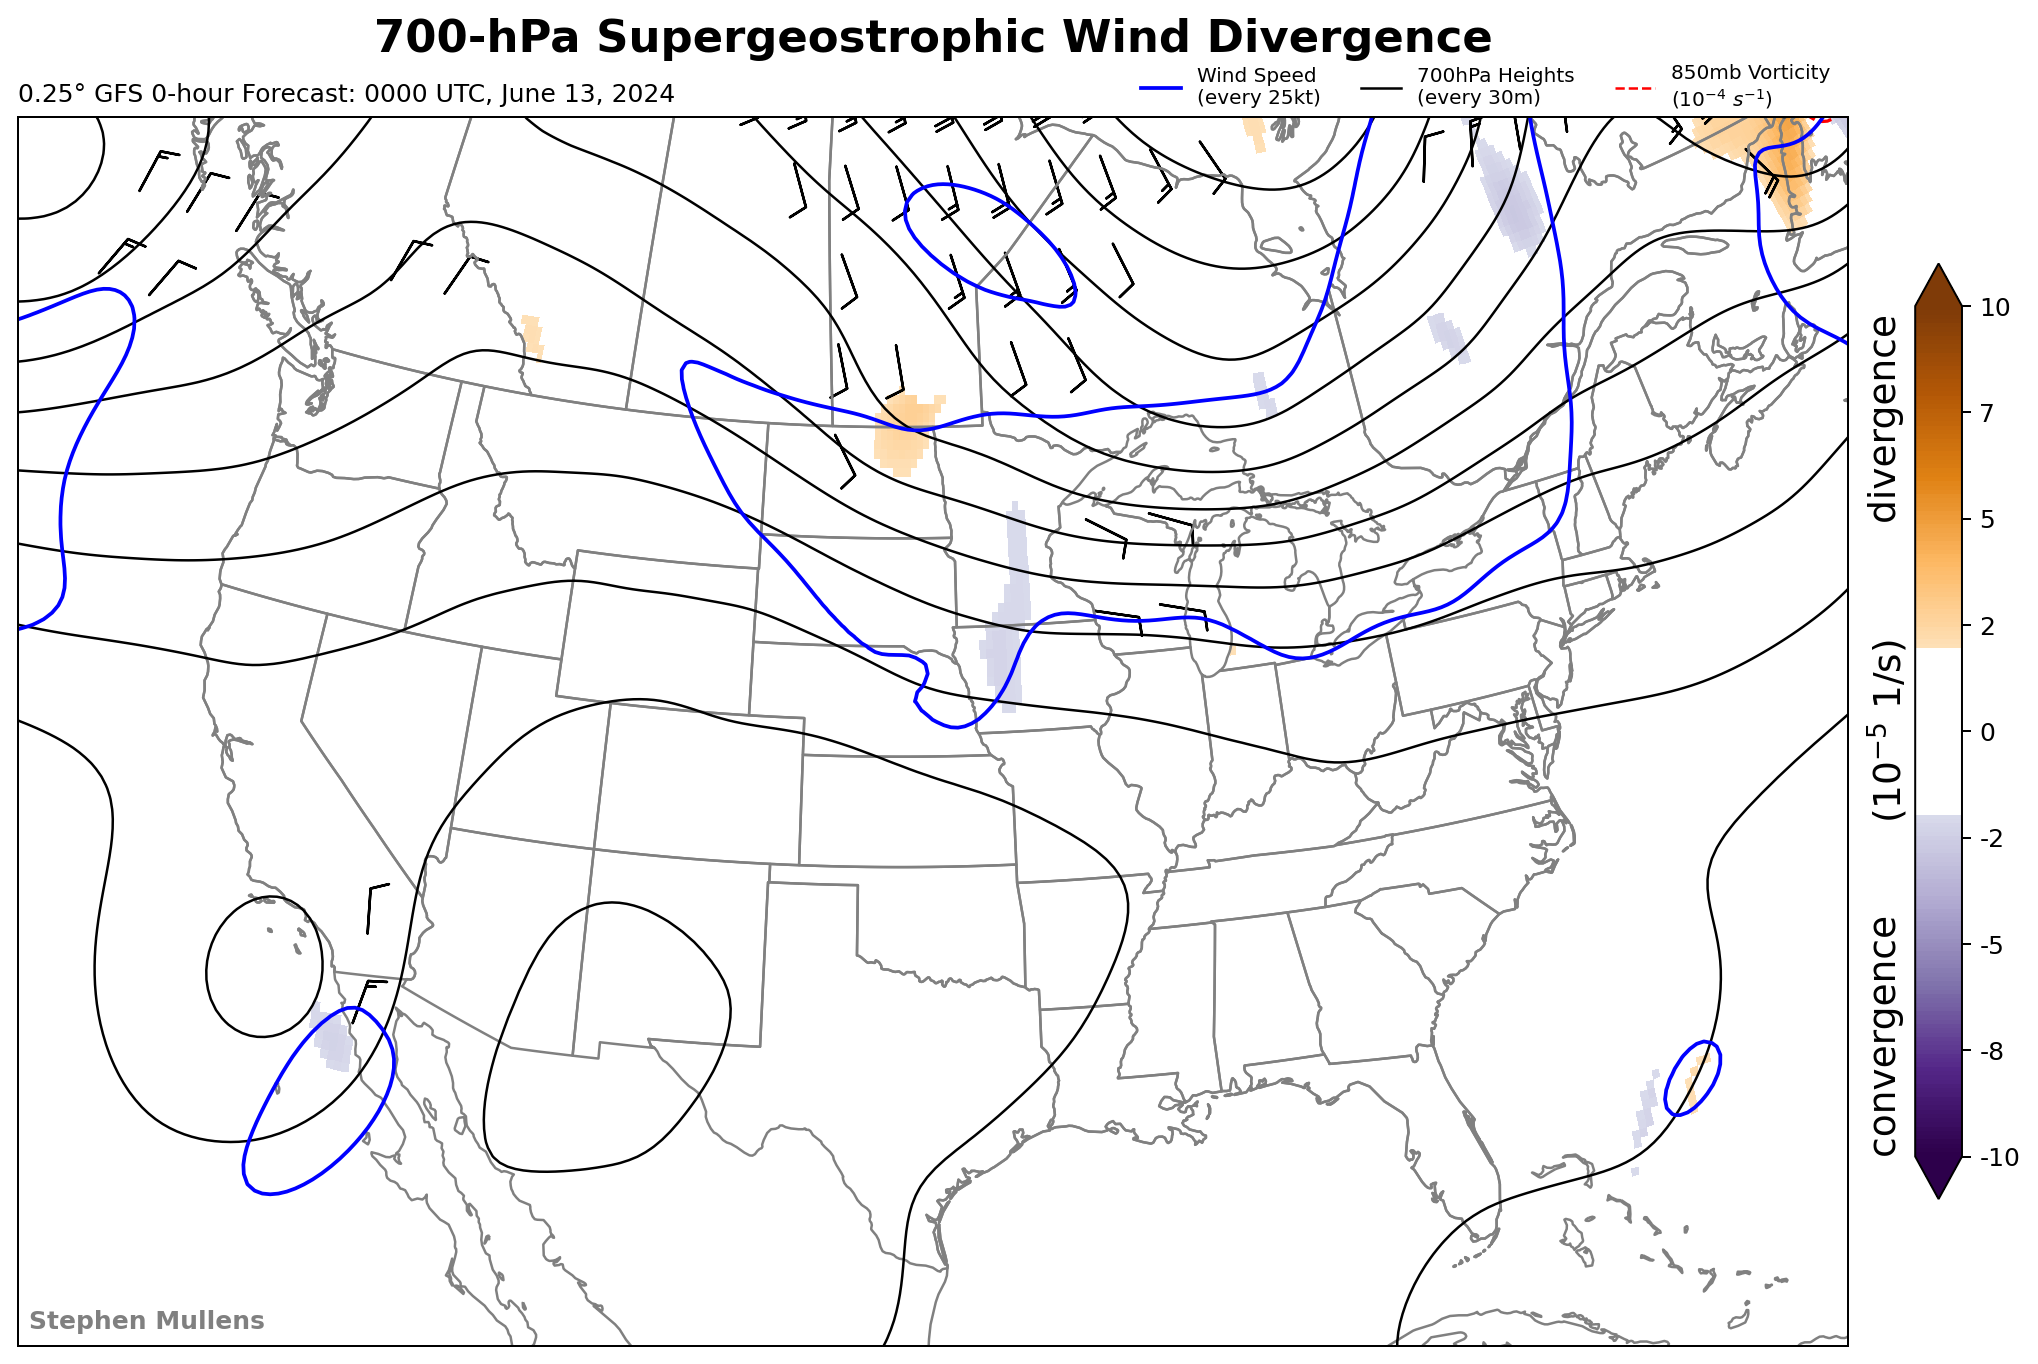 700-hPa Supergeostrophic Wind Divergence
0.25° GFS 0-hour Forecast: 0000 UTC, June 13, 2024
Wind Speed
(every 25kt)
700hPa Heights
(every 30m)
850mb Vorticity
(10⁻⁴ s⁻¹)
10
7
5
2
0
-2
-5
-8
-10
convergence (10⁻⁵ 1/s) divergence
Stephen Mullens